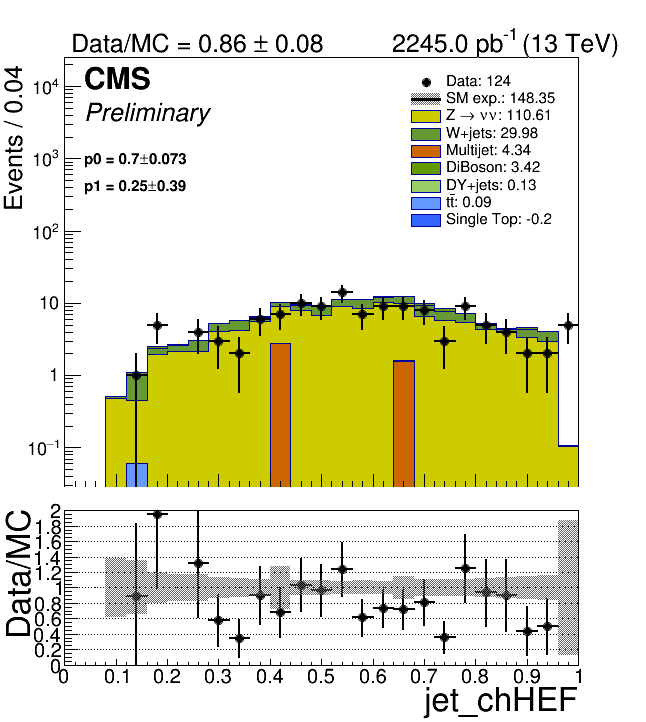 Data/MC = 0.86 ± 0.08
2245.0 pb⁻¹ (13 TeV)
CMS
Preliminary
p0 = 0.7±0.073
p1 = 0.25±0.39
Data: 124
SM exp.: 148.35
Z → νν: 110.61
W+jets: 29.98
Multijet: 4.34
DiBoson: 3.42
DY+jets: 0.13
tt̄: 0.09
Single Top: -0.2
Events / 0.04
10⁴
10³
10²
10
1
10⁻¹
Data/MC
2
1.8
1.6
1.4
1.2
1
0.8
0.6
0.4
0.2
0
0 0.1 0.2 0.3 0.4 0.5 0.6 0.7 0.8 0.9 1
jet_chHEF